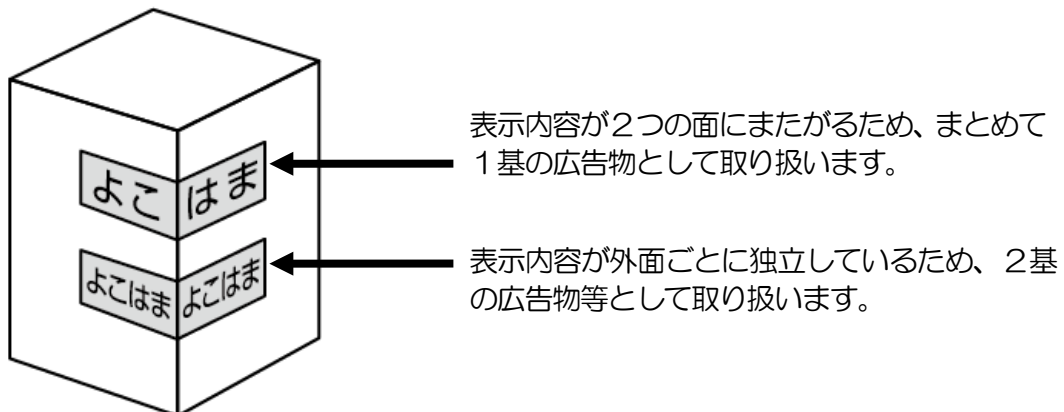 表示内容が２つの面にまたがるため、まとめて
１基の広告物として取り扱います。
よこはま
表示内容が外面ごとに独立しているため、２基
の広告物等として取り扱います。
よこはま よこはま